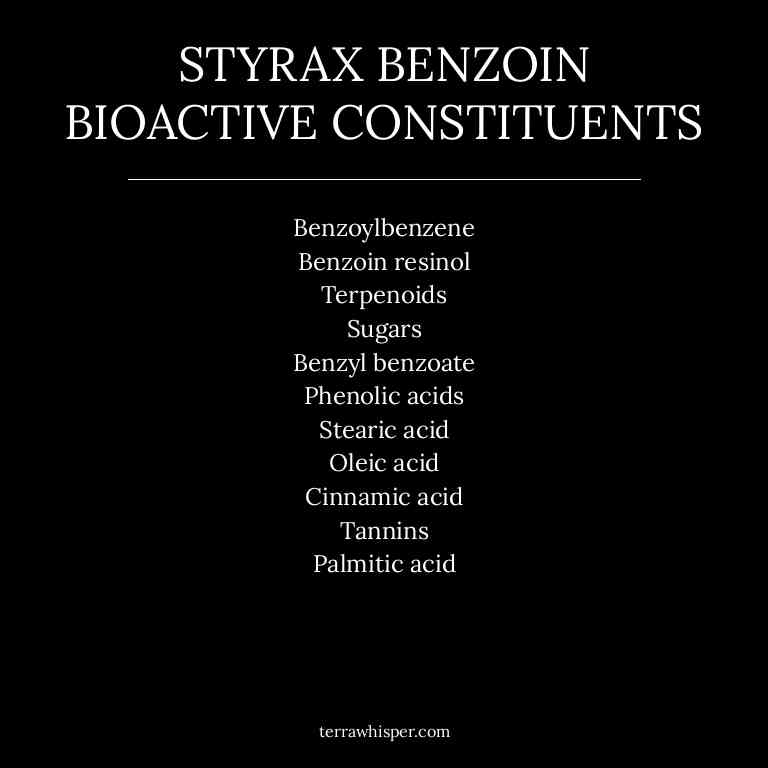 STYRAX BENZOIN
BIOACTIVE CONSTITUENTS
Benzoylbenzene
Benzoin resinol
Terpenoids
Sugars
Benzyl benzoate
Phenolic acids
Stearic acid
Oleic acid
Cinnamic acid
Tannins
Palmitic acid
terrawhisper.com